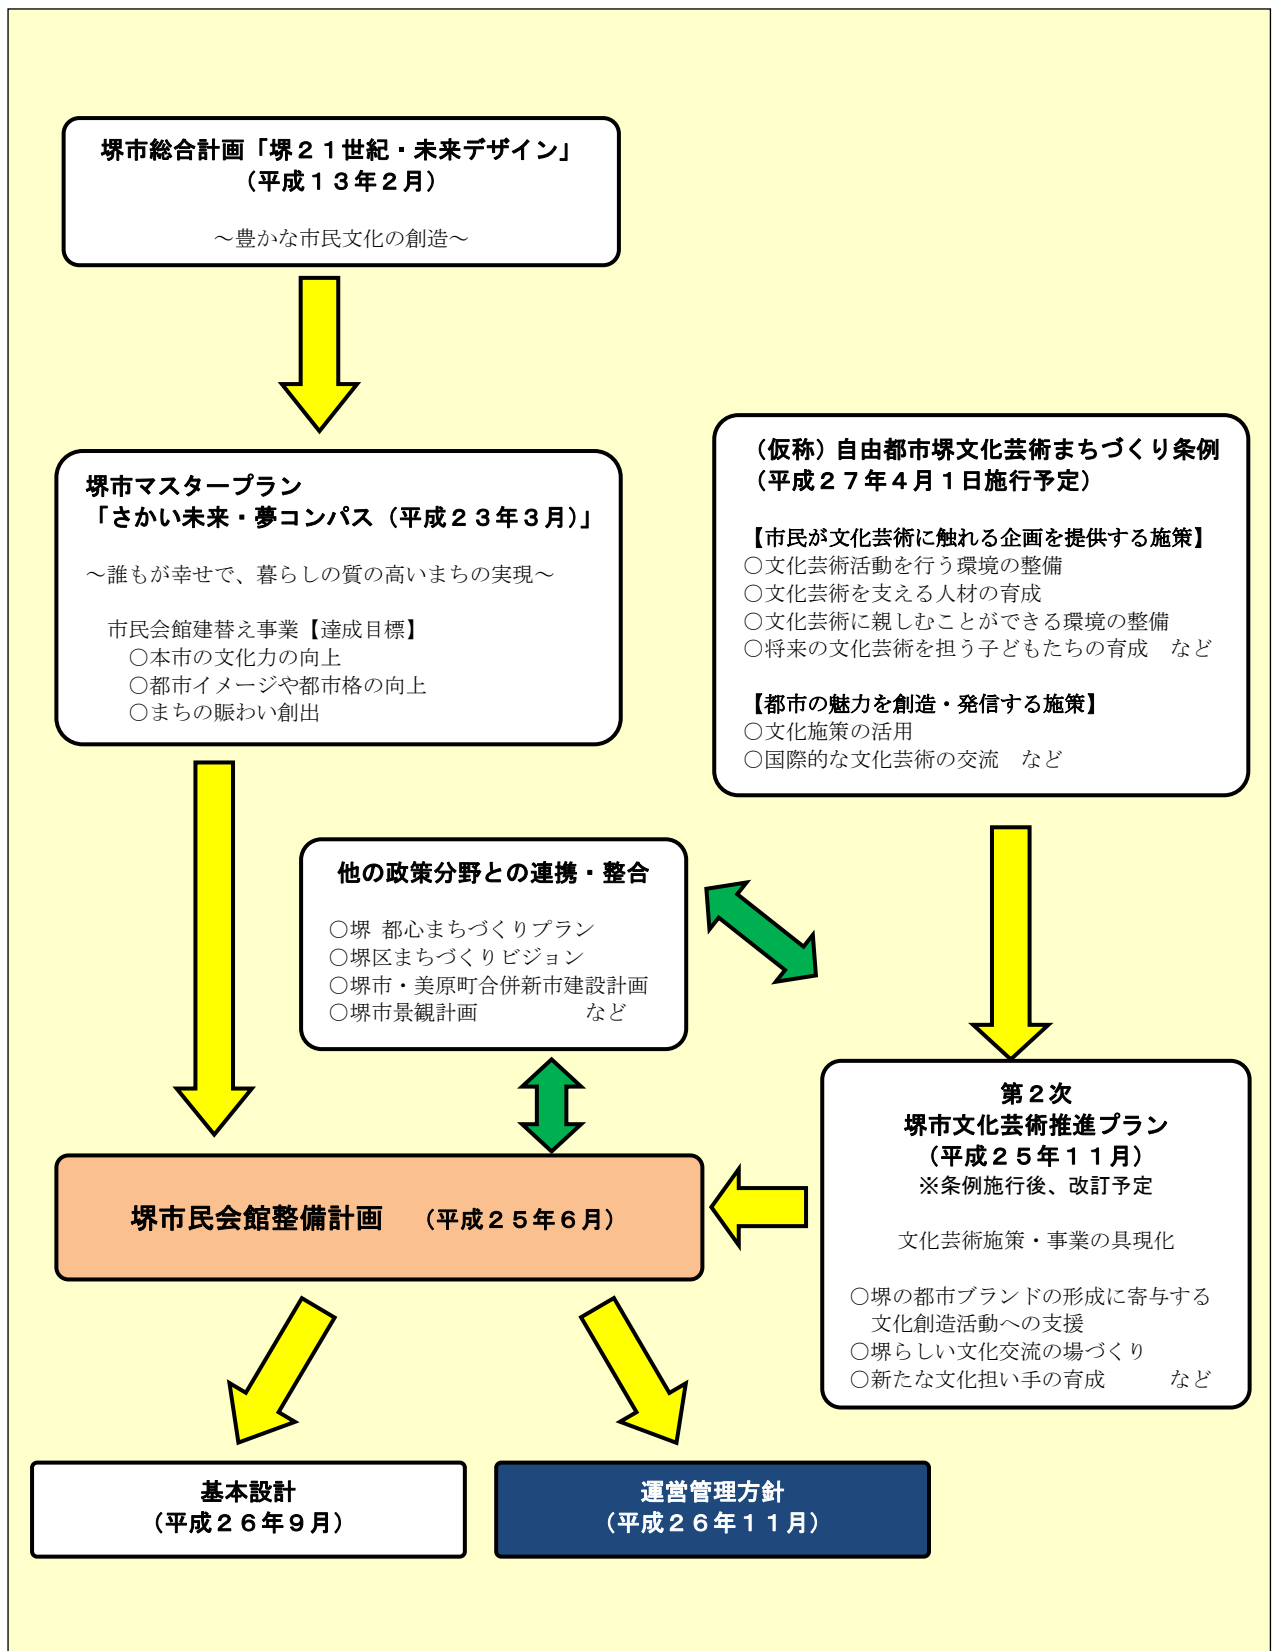 堺市総合計画「堺２１世紀・未来デザイン」
（平成１３年２月）
～豊かな市民文化の創造～
堺市マスタープラン
「さかい未来・夢コンパス（平成２３年３月）」
～誰もが幸せで、暮らしの質の高いまちの実現～
市民会館建替え事業【達成目標】
○本市の文化力の向上
○都市イメージや都市格の向上
○まちの賑わい創出
（仮称）自由都市堺文化芸術まちづくり条例
（平成２７年４月１日施行予定）
【市民が文化芸術に触れる企画を提供する施策】
○文化芸術活動を行う環境の整備
○文化芸術を支える人材の育成
○文化芸術に親しむことができる環境の整備
○将来の文化芸術を担う子どもたちの育成　など
【都市の魅力を創造・発信する施策】
○文化施策の活用
○国際的な文化芸術の交流　など
他の政策分野との連携・整合
○堺 都心まちづくりプラン
○堺区まちづくりビジョン
○堺市・美原町合併新市建設計画
○堺市景観計画　　　　　など
第２次
堺市文化芸術推進プラン
（平成２５年１１月）
※条例施行後、改訂予定
文化芸術施策・事業の具現化
○堺の都市ブランドの形成に寄与する
文化創造活動への支援
○堺らしい文化交流の場づくり
○新たな文化担い手の育成　　　など
堺市民会館整備計画　（平成２５年６月）
基本設計
（平成２６年９月）
運営管理方針
（平成２６年１１月）